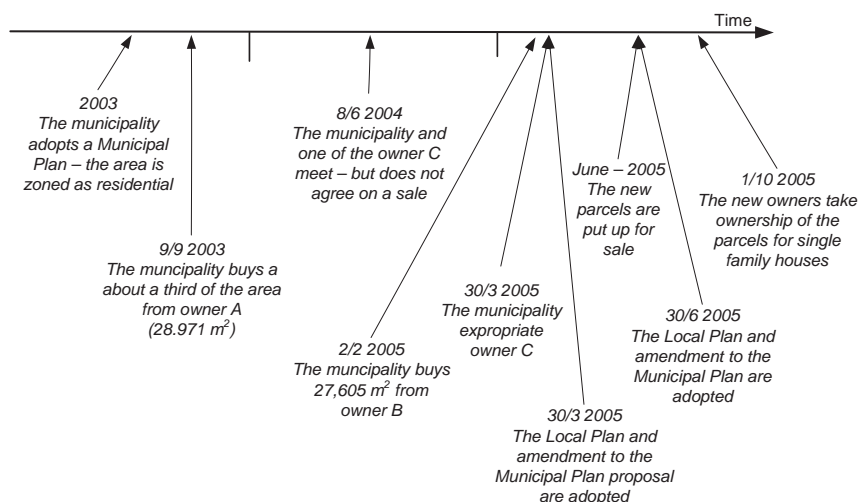 Time
2003
The municipality
adopts a Municipal
Plan – the area is
zoned as residential
9/9 2003
The muncipality buys a
about a third of the area
from owner A
(28.971 m²)
8/6 2004
The municipality and
one of the owner C
meet – but does not
agree on a sale
2/2 2005
The muncipality buys
27,605 m² from
owner B
30/3 2005
The municipality
expropriate
owner C
30/3 2005
The Local Plan and
amendment to the
Municipal Plan proposal
are adopted
June – 2005
The new
parcels are
put up for
sale
30/6 2005
The Local Plan and
amendment to the
Municipal Plan are
adopted
1/10 2005
The new owners take
ownership of the
parcels for single
family houses